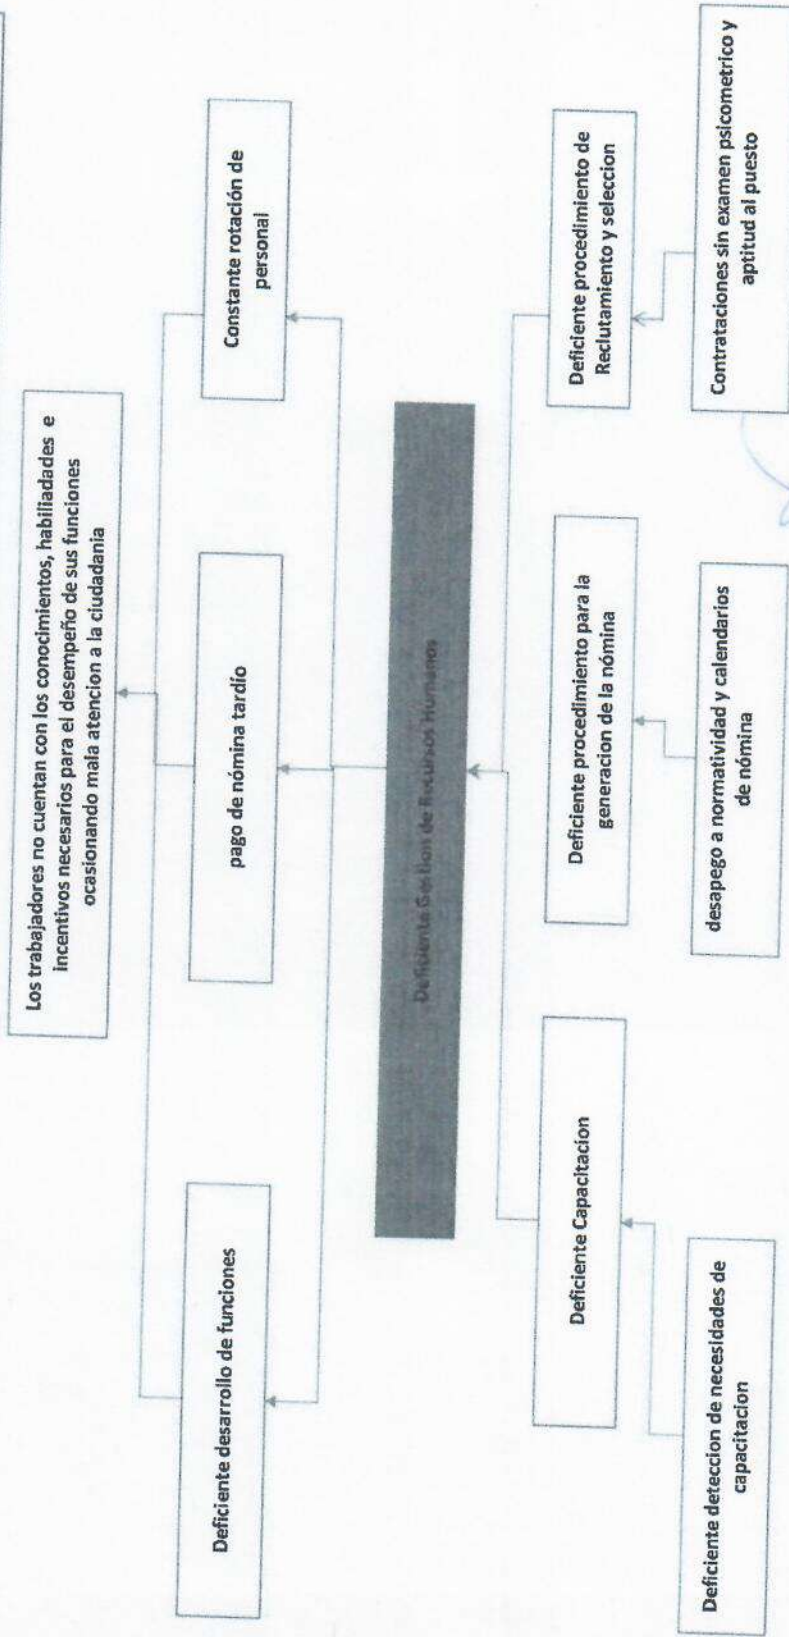 Los trabajadores no cuentan con los conocimientos, habiliadades e
incentivos necesarios para el desempeño de sus funciones
ocasionando mala atencion a la ciudadania
Deficiente desarrollo de funciones
pago de nómina tardío
Constante rotación de
personal
Deficiente Gestion de Recursos Humanos
Deficiente Capacitacion
Deficiente procedimiento para la
generacion de la nómina
Deficiente procedimiento de
Reclutamiento y seleccion
Deficiente deteccion de necesidades de
capacitacion
desapego a normatividad y calendarios
de nómina
Contrataciones sin examen psicometrico y
aptitud al puesto